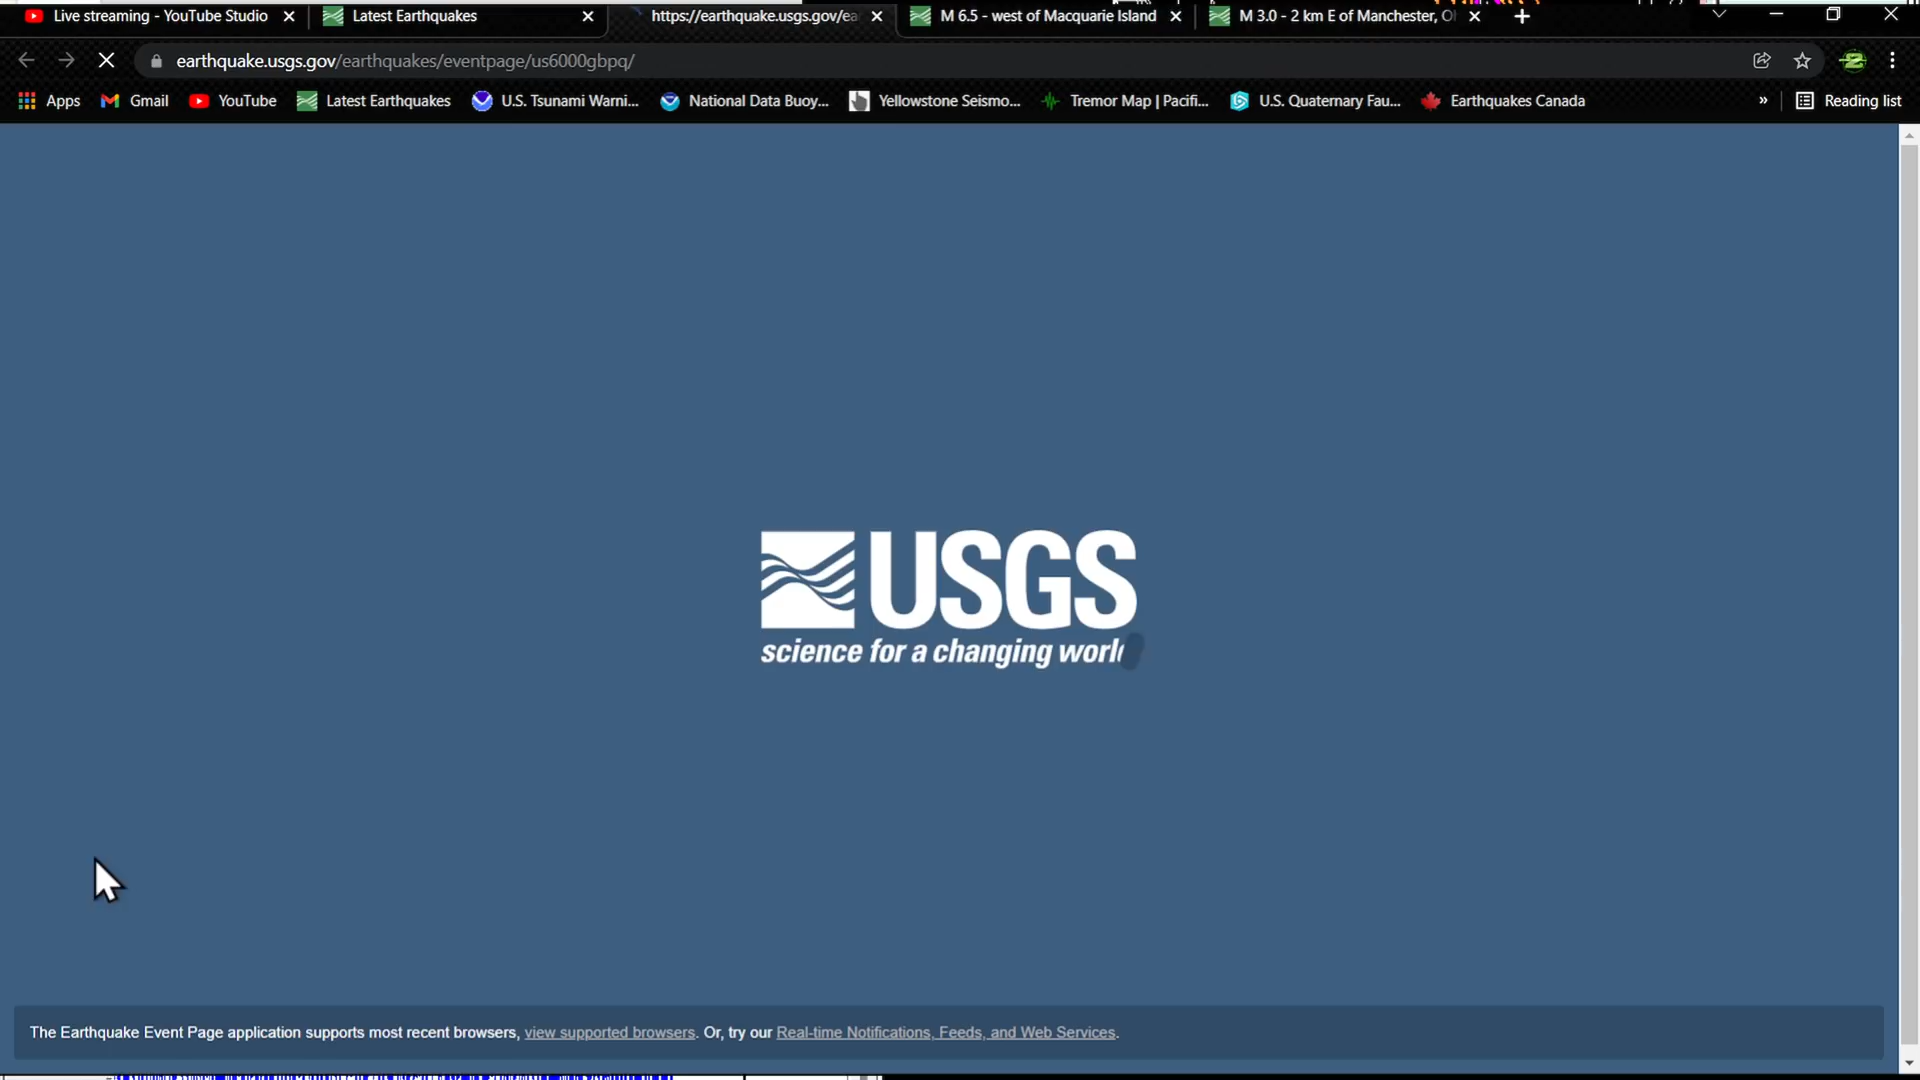 Live streaming - YouTube Studio
Latest Earthquakes
https://earthquake.usgs.gov/ea
M 6.5 - west of Macquarie Island
M 3.0 - 2 km E of Manchester, O
earthquake.usgs.gov/earthquakes/eventpage/us6000gbpq/
Apps
Gmail
YouTube
Latest Earthquakes
U.S. Tsunami Warni...
National Data Buoy...
Yellowstone Seismo...
Tremor Map | Pacifi...
U.S. Quaternary Fau...
Earthquakes Canada
»
Reading list
USGS
science for a changing worl
The Earthquake Event Page application supports most recent browsers, view supported browsers. Or, try our Real-time Notifications, Feeds, and Web Services.